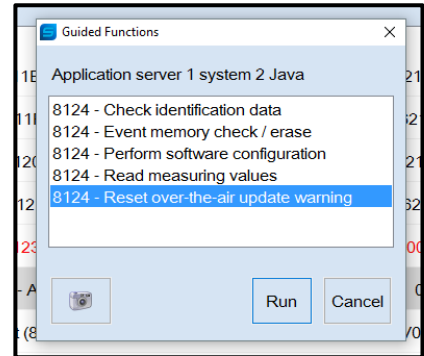 Guided Functions
Application server 1 system 2 Java
8124 - Check identification data
8124 - Event memory check / erase
8124 - Perform software configuration
8124 - Read measuring values
8124 - Reset over-the-air update warning
Run Cancel